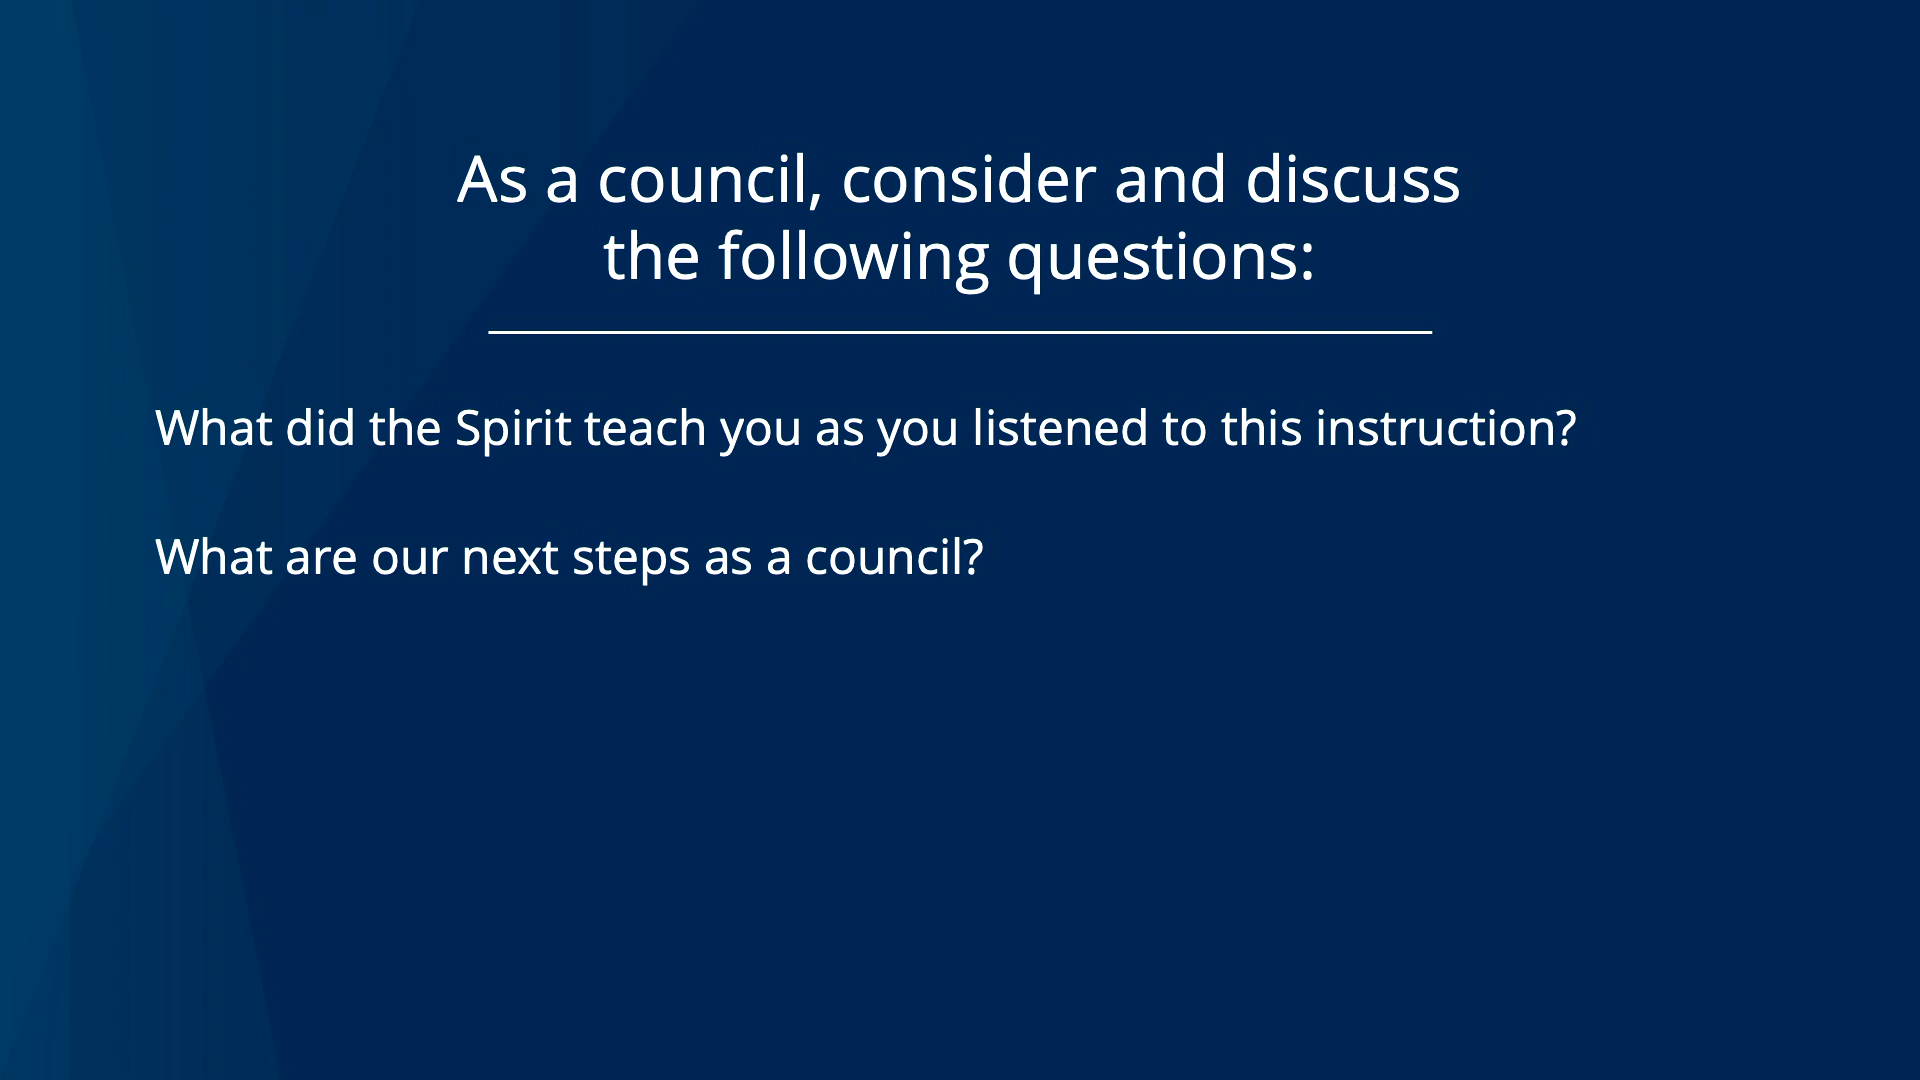 As a council, consider and discuss
the following questions:
What did the Spirit teach you as you listened to this instruction?
What are our next steps as a council?